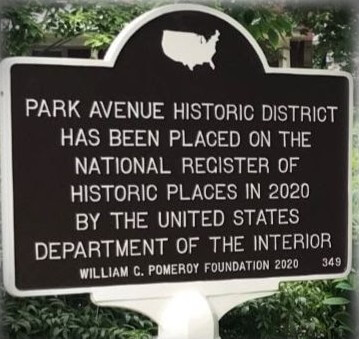 PARK AVENUE HISTORIC DISTRICT
HAS BEEN PLACED ON THE
NATIONAL REGISTER OF
HISTORIC PLACES IN 2020
BY THE UNITED STATES
DEPARTMENT OF THE INTERIOR
WILLIAM C. POMEROY FOUNDATION 2020 349